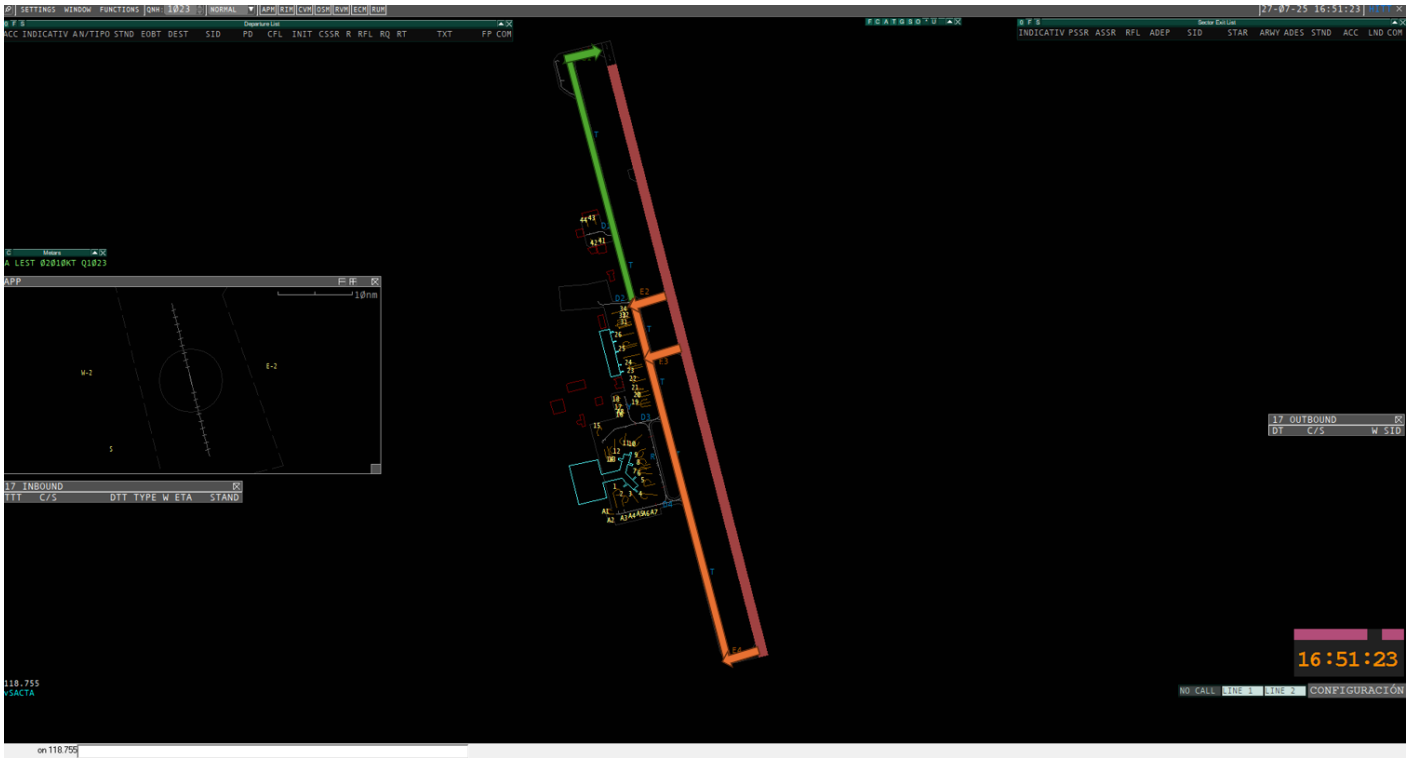 SETTINGS WINDOW FUNCTIONS QNH: 1023 NORMAL APM RIM CVM OSM RVM ECM RUM 27-07-25 16:51:23
O F S Departure List
ACC INDICATIV AN/TIPO STND EOBT DEST SID PD CFL INIT CSSR R RFL RQ RT TXT FP COM
F C A T G S O
O F S Sector Exit List
INDICATIV PSSR ASSR RFL ADEP SID STAR ARWY ADES STND ACC LND COM
T
44 43
42 41
T
C Meteo
A LEST 02010KT Q1023
APP
10nm
W-2
E-2
S
E2
D2
34
31
T
26
25
E3
24
23
T
22
21
20
19
18
17
D3
15
11 10
12
9
R
8
7
6
5
1
2 3 4
D4
A1
A2 A3 A4 A5 A6 A7
T
E4
17 INBOUND
TTT C/S DTT TYPE W ETA STAND
17 OUTBOUND
DT C/S W SID
16:51:23
118.755
vSACTA
NO CALL LINE 1 LINE 2 CONFIGURACIÓN
on 118.755